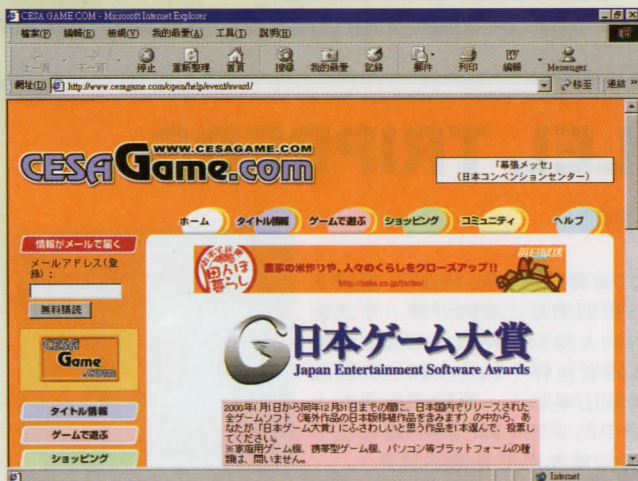 CESA GAME COM - Microsoft Internet Explorer
檔案(F) 編輯(E) 檢視(V) 我的最愛(A) 工具(T) 說明(H)
上一頁 下一頁 停止 重新整理 首頁 搜尋 我的最愛 記錄 郵件 列印 編輯 Messenger
網址(D) http://www.cesagame.com/open/help/event/award/ 移至 連結 »
WWW.CESAGAME.COM
CESA Game.com
「幕張メッセ」
(日本コンベンションセンター)
ホーム タイトル情報 ゲームで遊ぶ ショッピング コミュニティ ヘルプ
情報がメールで届く
メールアドレス(登
録):
無料購読
CESA
Game
.com
タイトル情報
ゲームで遊ぶ
ショッピング
田んぼ
暮らし
農家の米作りや、人々のくらしをクローズアップ!!
毎日放送
日本ゲーム大賞
Japan Entertainment Software Awards
2000年1月1日から同年12月31日までの間に、日本国内でリリースされた
全ゲームソフト(海外作品の日本版移植作品を含みます)の中から、あ
なたが「日本ゲーム大賞」にふさわしいと思う作品を1本選んで、投票し
てください。
※家庭用ゲーム機、携帯型ゲーム機、パソコン等プラットフォームの種
類は、問いません。
Internet